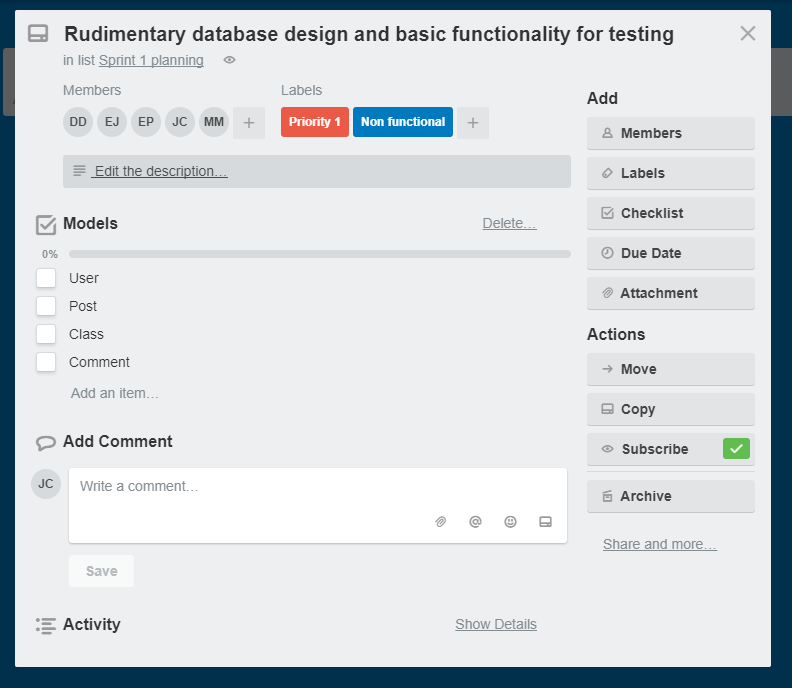 Rudimentary database design and basic functionality for testing
in list Sprint 1 planning
Members
DD EJ EP JC MM +
Labels
Priority 1 Non functional +
Edit the description…
Models
Delete…
0%
User
Post
Class
Comment
Add an item…
Add Comment
JC
Write a comment…
@
Save
Activity
Show Details
Add
Members
Labels
Checklist
Due Date
Attachment
Actions
Move
Copy
Subscribe
Archive
Share and more…